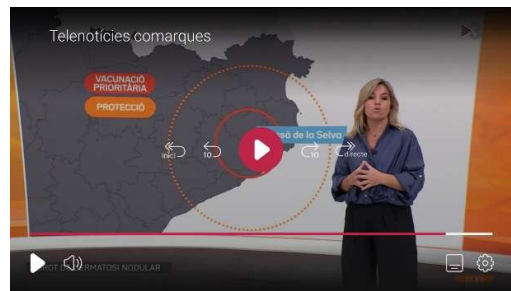 Telenotícies comarques
VACUNACIÓ
PRIORITÀRIA
PROTECCIÓ
de la Selva
inici
10
10
directe
NODULAR